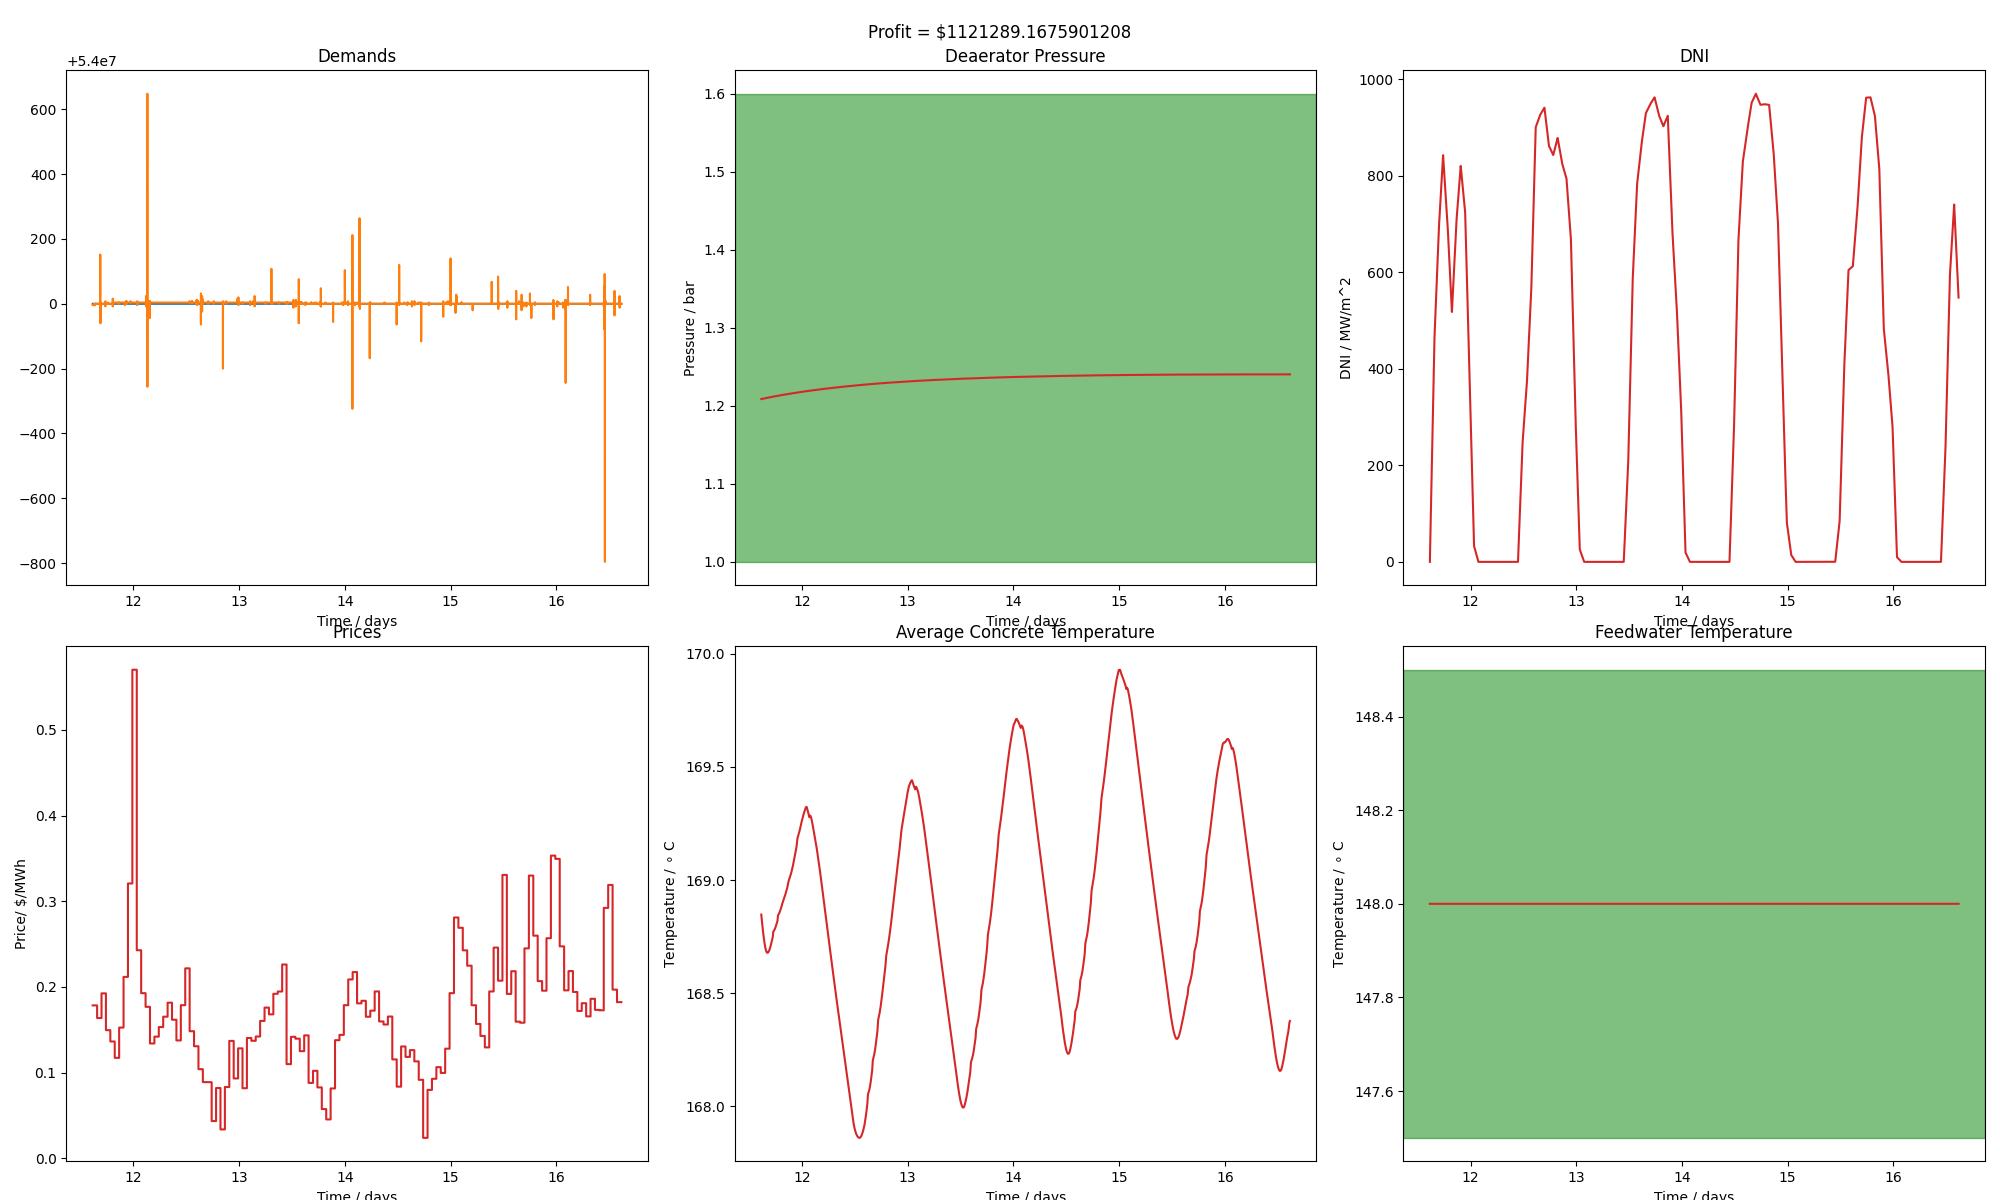 Profit = $1121289.1675901208
Demands
+5.4e7
600
400
200
0
−200
−400
−600
−800
12 13 14 15 16
Time / days
Deaerator Pressure
Pressure / bar
1.6
1.5
1.4
1.3
1.2
1.1
1.0
12 13 14 15 16
Time / days
DNI
DNI / MW/m^2
1000
800
600
400
200
0
12 13 14 15 16
Time / days
Prices
Price/ $/MWh
0.5
0.4
0.3
0.2
0.1
0.0
12 13 14 15 16
Time / days
Average Concrete Temperature
Temperature / ∘ C
170.0
169.5
169.0
168.5
168.0
12 13 14 15 16
Time / days
Feedwater Temperature
Temperature / ∘ C
148.4
148.2
148.0
147.8
147.6
12 13 14 15 16
Time / days